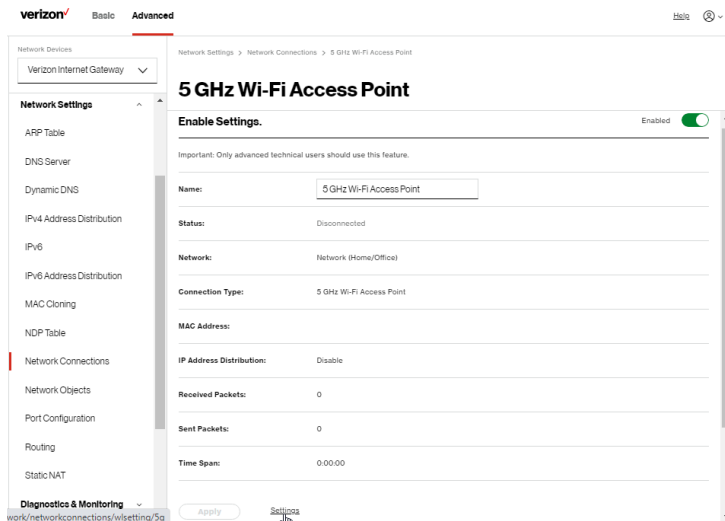 verizon✓ Basic Advanced Help
Network Devices
Verizon Internet Gateway
Network Settings
ARP Table
DNS Server
Dynamic DNS
IPv4 Address Distribution
IPv6
IPv6 Address Distribution
MAC Cloning
NDP Table
Network Connections
Network Objects
Port Configuration
Routing
Static NAT
Diagnostics & Monitoring
work/networkconnections/wlsetting/5g
Network Settings > Network Connections > 5 GHz Wi-Fi Access Point
5 GHz Wi-Fi Access Point
Enable Settings. Enabled
Important: Only advanced technical users should use this feature.
Name: 5 GHz Wi-Fi Access Point
Status: Disconnected
Network: Network (Home/Office)
Connection Type: 5 GHz Wi-Fi Access Point
MAC Address:
IP Address Distribution: Disable
Received Packets: 0
Sent Packets: 0
Time Span: 0:00:00
Apply Settings